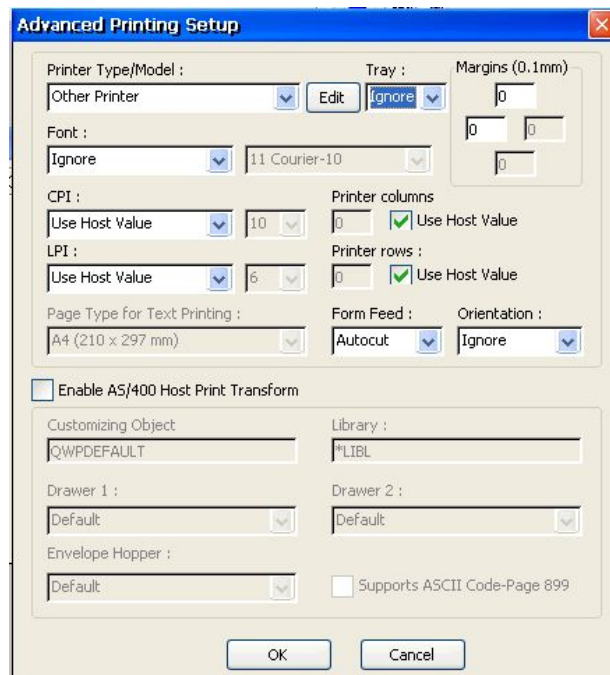 Advanced Printing Setup
Printer Type/Model : Tray : Margins (0.1mm)
Other Printer Edit Ignore 0
0 0
Font :
Ignore 11 Courier-10 0
CPI : Printer columns
Use Host Value 10 0 Use Host Value
LPI : Printer rows :
Use Host Value 6 0 Use Host Value
Page Type for Text Printing : Form Feed : Orientation :
A4 (210 x 297 mm) Autocut Ignore
Enable AS/400 Host Print Transform
Customizing Object Library :
QWPDEFAULT *LIBL
Drawer 1 : Drawer 2 :
Default Default
Envelope Hopper :
Default Supports ASCII Code-Page 899
OK Cancel